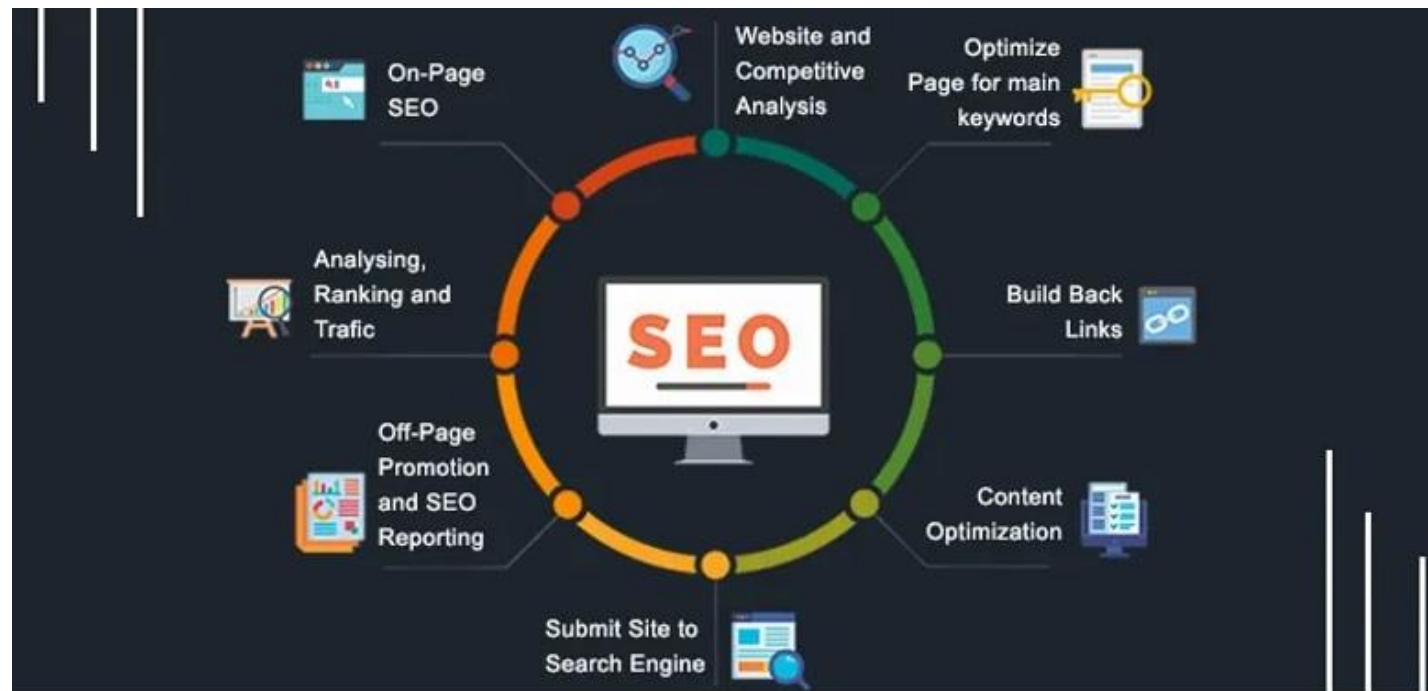 Website and
Competitive
Analysis
Optimize
Page for main
keywords
Build Back
Links
Content
Optimization
Submit Site to
Search Engine
Off-Page
Promotion
and SEO
Reporting
Analysing,
Ranking and
Trafic
On-Page
SEO
SEO